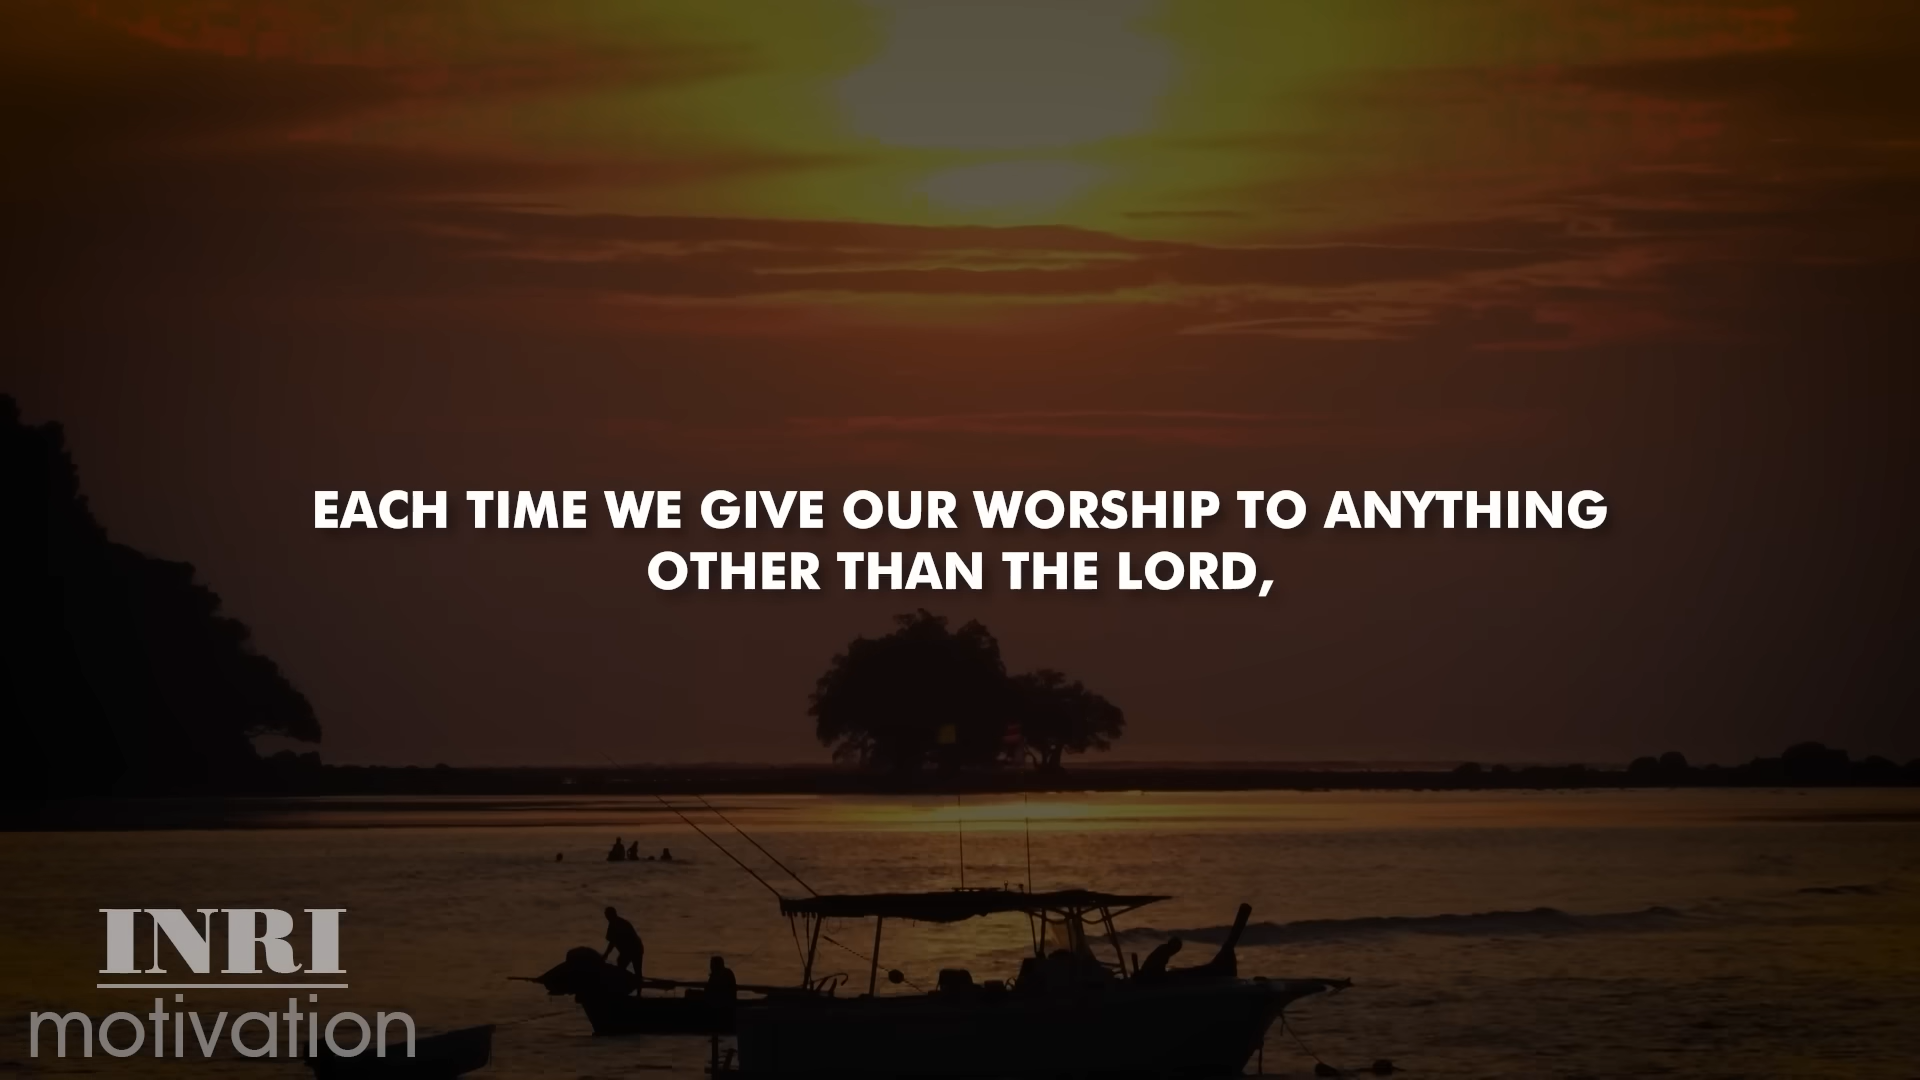 EACH TIME WE GIVE OUR WORSHIP TO ANYTHING
OTHER THAN THE LORD,
INRI
motivation